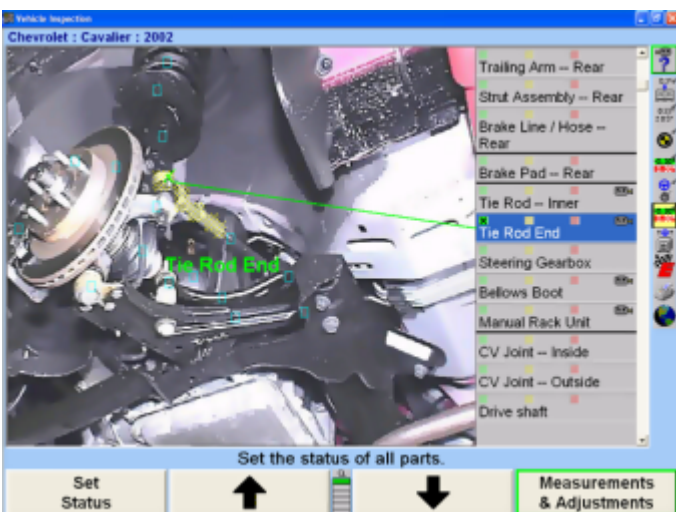 Vehicle Inspection
Chevrolet : Cavalier : 2002
Trailing Arm -- Rear
Strut Assembly -- Rear
Brake Line / Hose --
Rear
Brake Pad -- Rear
Tie Rod -- Inner
Tie Rod End
Tie Rod End
Steering Gearbox
Bellows Boot
Manual Rack Unit
CV Joint -- Inside
CV Joint -- Outside
Drive shaft
Set the status of all parts.
Set
Status
Measurements
& Adjustments